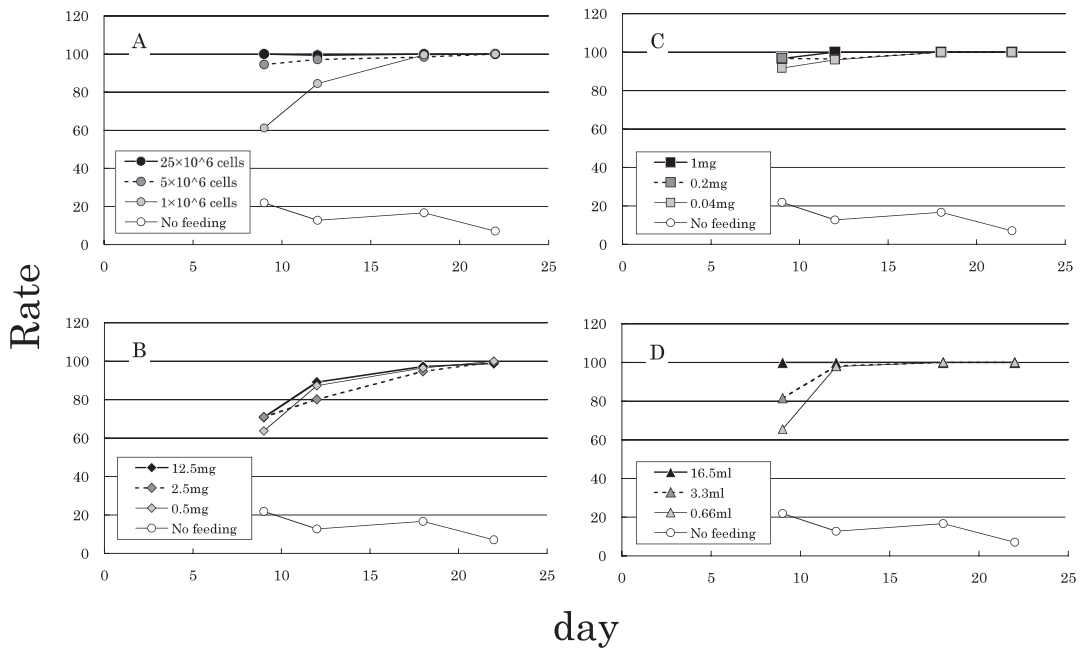 Rate
A
120
100
80
60
40
20
0
25×10^6 cells
5×10^6 cells
1×10^6 cells
No feeding
0 5 10 15 20 25
C
120
100
80
60
40
20
0
1mg
0.2mg
0.04mg
No feeding
0 5 10 15 20 25
B
120
100
80
60
40
20
0
12.5mg
2.5mg
0.5mg
No feeding
0 5 10 15 20 25
D
120
100
80
60
40
20
0
16.5ml
3.3ml
0.66ml
No feeding
0 5 10 15 20 25
day